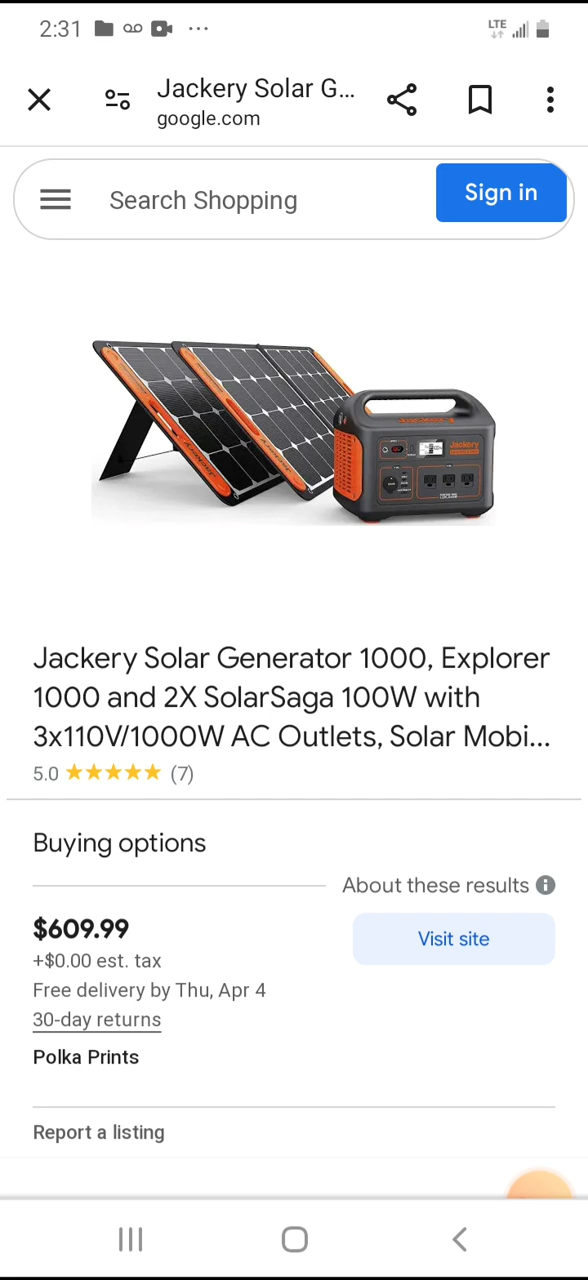 2:31
LTE
Jackery Solar G...
google.com
Search Shopping
Sign in
Jackery
Jackery Solar Generator 1000, Explorer
1000 and 2X SolarSaga 100W with
3x110V/1000W AC Outlets, Solar Mobi...
5.0 ★★★★★ (7)
Buying options
About these results
$609.99
Visit site
+$0.00 est. tax
Free delivery by Thu, Apr 4
30-day returns
Polka Prints
Report a listing